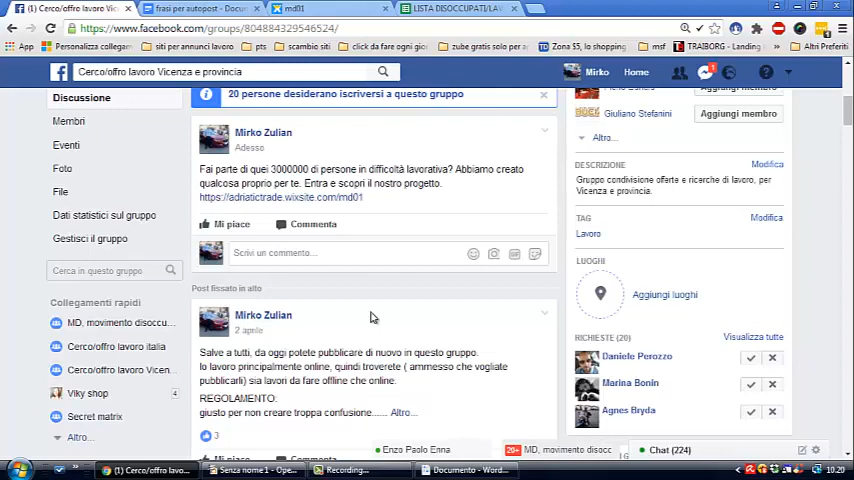 (1) Cerco/offro lavoro Vi
frasi per autopost - Docum
md01
LISTA DISOCCUPATI/LAV
https://www.facebook.com/groups/804884329546524/
App
Personalizza collegam
siti per annunci lavoro
pts
scambio siti
click da fare ogni gior
zube gratis solo per
Zona 55, lo shopping
msf
TRAIBORG - Landing
Altri Preferiti
Cerco/offro lavoro Vicenza e provincia
Mirko
Home
1
Discussione
Membri
Eventi
Foto
File
Dati statistici sul gruppo
Gestisci il gruppo
Cerca in questo gruppo
Collegamenti rapidi
MD, movimento disoccu...
Cerco/offro lavoro italia
Cerco/offro lavoro Vicen...
Viky shop
4
Secret matrix
Altro...
20 persone desiderano iscriversi a questo gruppo
Mirko Zulian
Adesso
Fai parte di quei 3000000 di persone in difficoltà lavorativa? Abbiamo creato
qualcosa proprio per te. Entra e scopri il nostro progetto.
https://adriatictrade.wixsite.com/md01
Mi piace
Commenta
Scrivi un commento...
Post fissato in alto
Mirko Zulian
2 aprile
Salve a tutti, da oggi potete pubblicare di nuovo in questo gruppo.
Io lavoro principalmente online, quindi troverete ( ammesso che vogliate
pubblicarli) sia lavori da fare offline che online.
REGOLAMENTO:
giusto per non creare troppa confusione...... Altro...
3
Commenta
Aggiungi membro
Giuliano Stefanini
Aggiungi membro
Altro...
DESCRIZIONE
Modifica
Gruppo condivisione offerte e ricerche di lavoro, per
Vicenza e provincia.
TAG
Modifica
Lavoro
LUOGHI
Aggiungi luoghi
RICHIESTE (20)
Visualizza tutte
Daniele Perozzo
Marina Bonin
Agnes Bryda
Enzo Paolo Enna
20+
MD, movimento disocc
Chat (224)
(1) Cerco/offro lavo...
Senza nome 1 - Ope...
Recording...
Documento - Word...
10.20